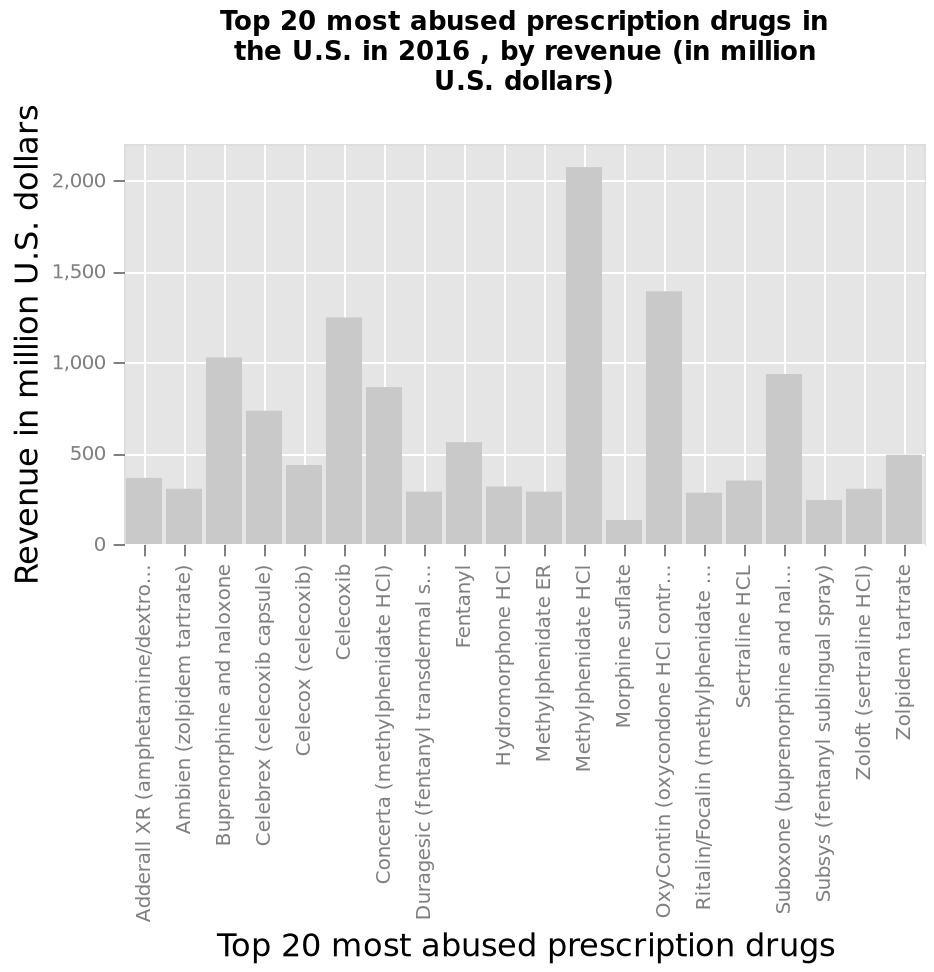 Top 20 most abused prescription drugs in
the U.S. in 2016 , by revenue (in million
U.S. dollars)
Revenue in million U.S. dollars
2,000
1,500
1,000
500
0
Adderall XR (amphetamine/dextro...
Ambien (zolpidem tartrate)
Buprenorphine and naloxone
Celebrex (celecoxib capsule)
Celecox (celecoxib)
Celecoxib
Concerta (methylphenidate HCl)
Duragesic (fentanyl transdermal s...
Fentanyl
Hydromorphone HCl
Methylphenidate ER
Methylphenidate HCl
Morphine suflate
OxyContin (oxycondone HCl contr...
Ritalin/Focalin (methylphenidate ...
Sertraline HCL
Suboxone (buprenorphine and nal...
Subsys (fentanyl sublingual spray)
Zoloft (sertraline HCl)
Zolpidem tartrate
Top 20 most abused prescription drugs